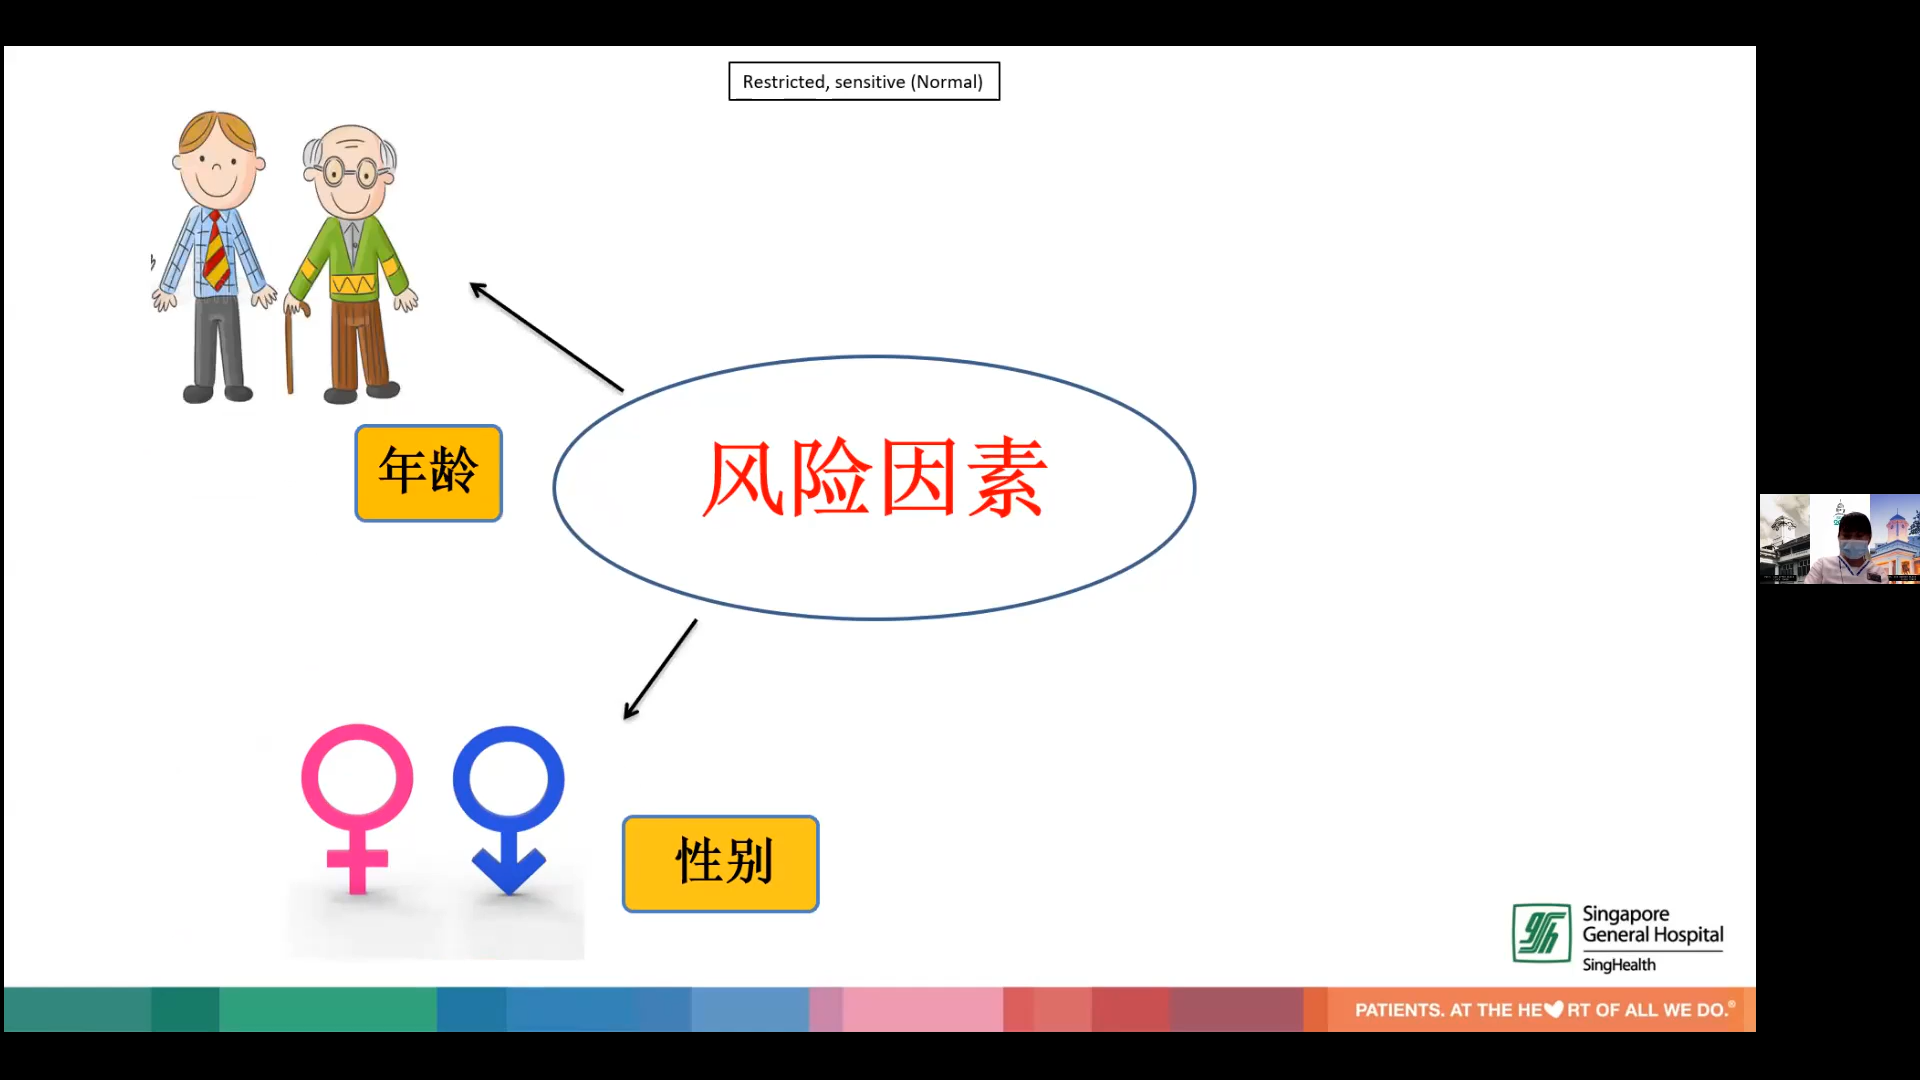 Restricted, sensitive (Normal)
年龄
风险因素
性别
Singapore
General Hospital
SingHealth
PATIENTS. AT THE HE RT OF ALL WE DO.®